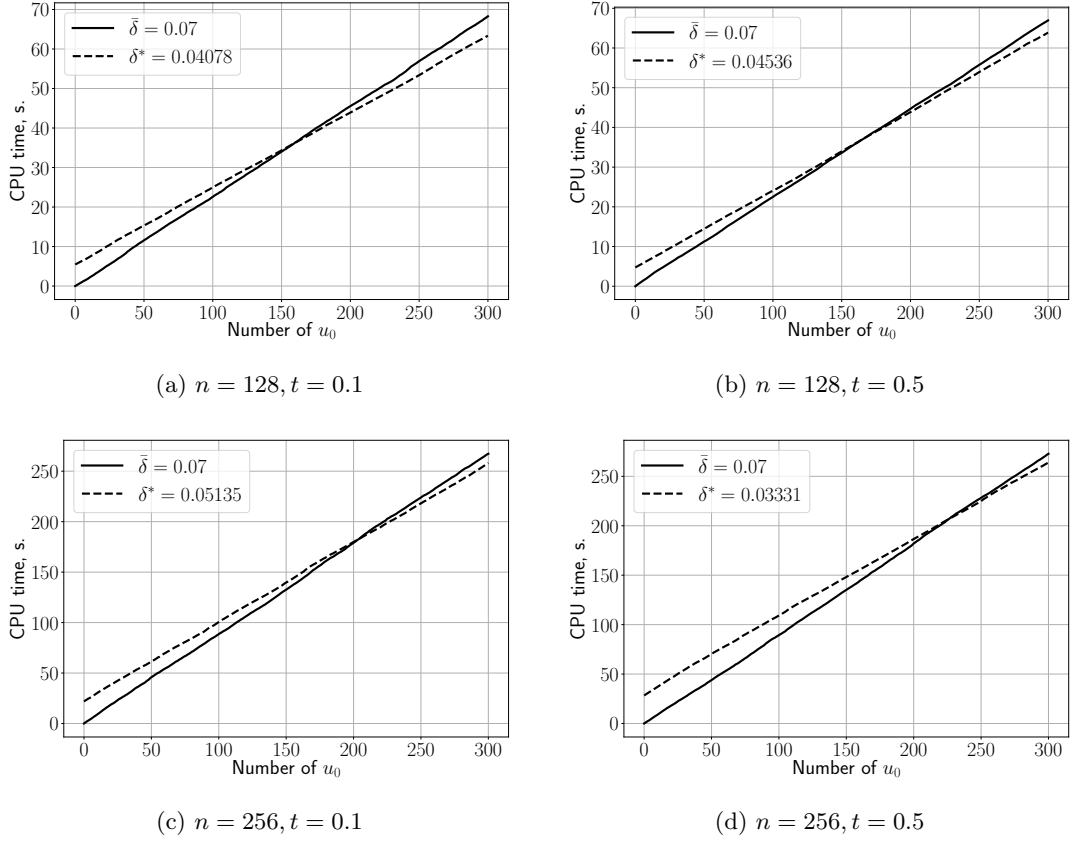 70
60
50
40
30
20
10
0
CPU time, s.
δ̄ = 0.07
δ* = 0.04078
0 50 100 150 200 250 300
Number of u₀
(a) n = 128, t = 0.1
70
60
50
40
30
20
10
0
CPU time, s.
δ̄ = 0.07
δ* = 0.04536
0 50 100 150 200 250 300
Number of u₀
(b) n = 128, t = 0.5
250
200
150
100
50
0
CPU time, s.
δ̄ = 0.07
δ* = 0.05135
0 50 100 150 200 250 300
Number of u₀
(c) n = 256, t = 0.1
250
200
150
100
50
0
CPU time, s.
δ̄ = 0.07
δ* = 0.03331
0 50 100 150 200 250 300
Number of u₀
(d) n = 256, t = 0.5